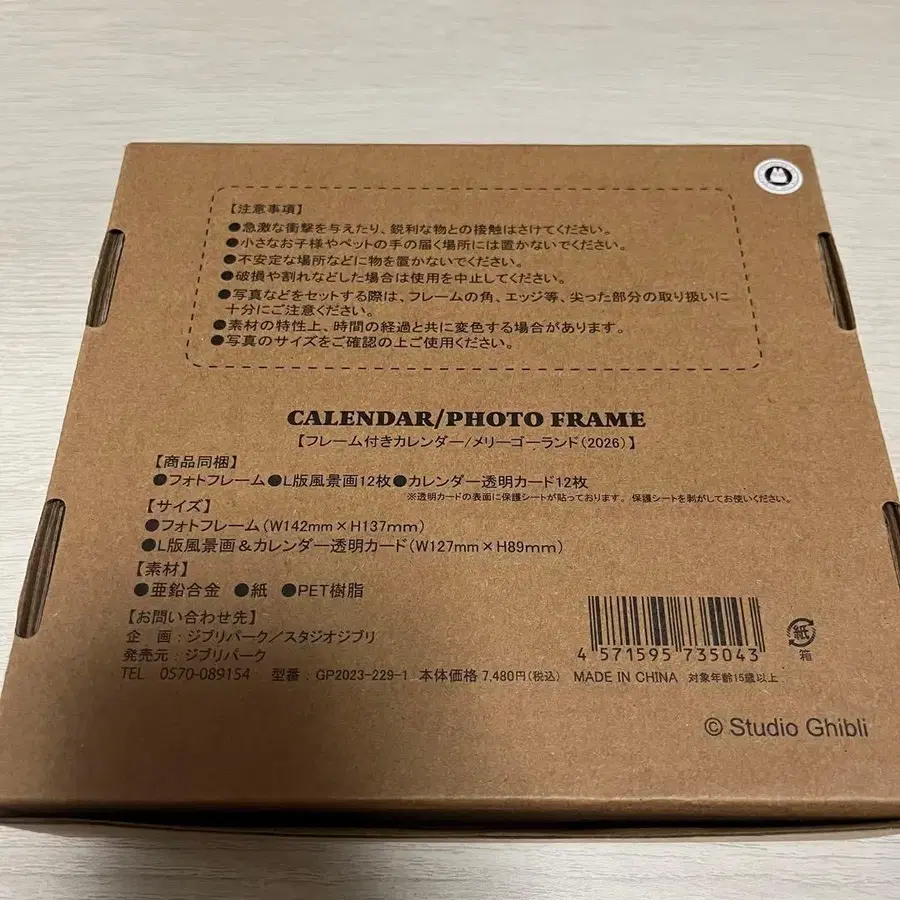 【注意事項】
●急激な衝撃を与えたり、鋭利な物との接触はさけてください。
●小さなお子様やペットの手の届く場所には置かないでください。
●不安定な場所などに物を置かないでください。
●破損や割れなどした場合は使用を中止してください。
●写真などをセットする際は、フレームの角、エッジ等、尖った部分の取り扱いに
十分にご注意ください。
●素材の特性上、時間の経過と共に変色する場合があります。
●写真のサイズをご確認の上ご使用ください。
CALENDAR/PHOTO FRAME
【フレーム付きカレンダー/メリーゴーランド(2026)】
【商品同梱】
●フォトフレーム●L版風景画12枚●カレンダー透明カード12枚
※透明カードの表面に保護シートが貼っております。保護シートを剥がしてお使いください。
【サイズ】
●フォトフレーム(W142mm×H137mm)
●L版風景画&カレンダー透明カード(W127mm×H89mm)
【素材】
●亜鉛合金 ●紙 ●PET樹脂
【お問い合わせ先】
企 画:ジブリパーク/スタジオジブリ
発売元:ジブリパーク
TEL 0570-089154 型番:GP2023-229-1 本体価格 7,480円(税込) MADE IN CHINA 対象年齢15歳以上
4 571595 735043
紙
箱
© Studio Ghibli